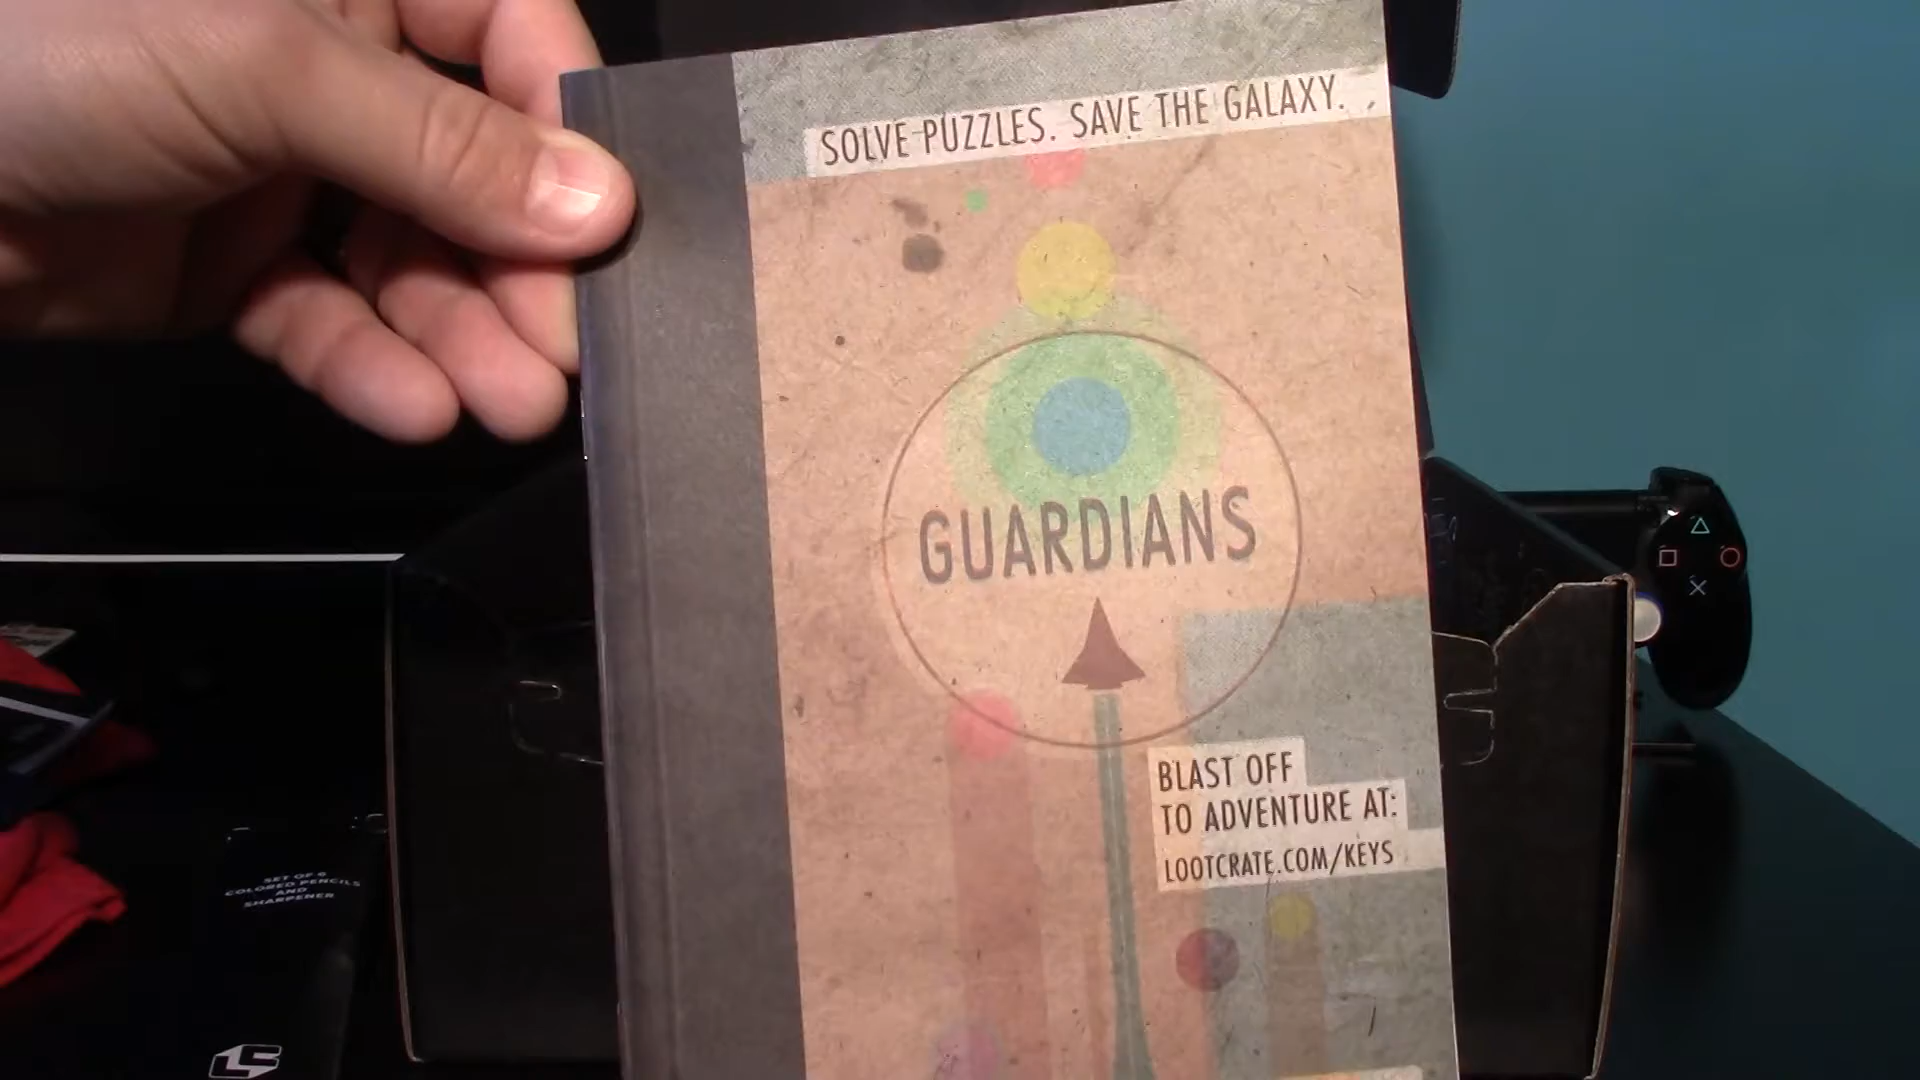 SOLVE PUZZLES. SAVE THE GALAXY.
GUARDIANS
BLAST OFF
TO ADVENTURE AT:
LOOTCRATE.COM/KEYS
SET OF 6
COLORED PENCILS
AND
SHARPENER
LC